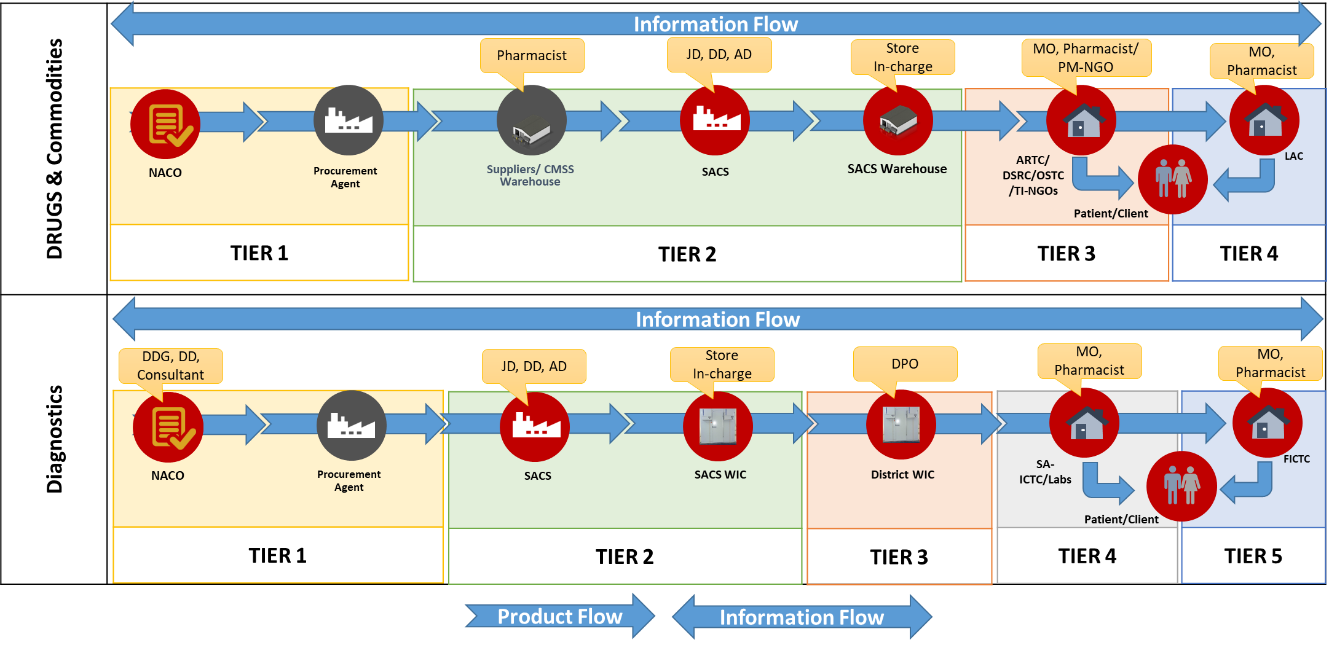 DRUGS & Commodities
Information Flow
Pharmacist
JD, DD, AD
Store
In-charge
MO, Pharmacist/
PM-NGO
MO,
Pharmacist
NACO
Procurement
Agent
Suppliers/ CMSS
Warehouse
SACS
SACS Warehouse
ARTC/
DSRC/OSTC
/TI-NGOs
LAC
Patient/Client
TIER 1
TIER 2
TIER 3
TIER 4
Diagnostics
Information Flow
DDG, DD,
Consultant
JD, DD, AD
Store
In-charge
DPO
MO,
Pharmacist
MO,
Pharmacist
NACO
Procurement
Agent
SACS
SACS WIC
District WIC
SA-
ICTC/Labs
FICTC
Patient/Client
TIER 1
TIER 2
TIER 3
TIER 4
TIER 5
Product Flow
Information Flow